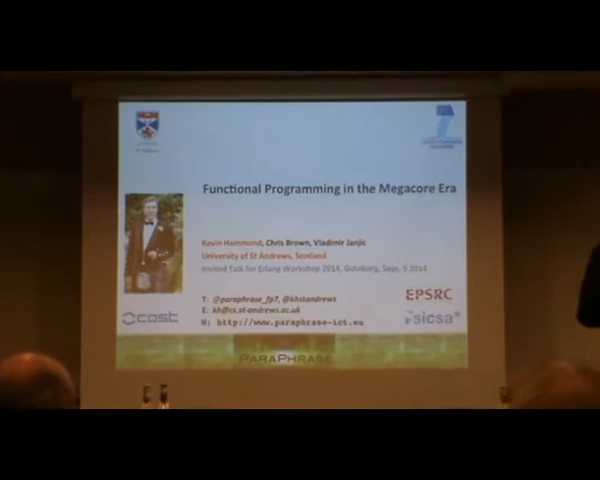 Functional Programming in the Megacore Era
Kevin Hammond, Chris Brown, Vladimir Janjic
University of St Andrews, Scotland
Invited Talk for Erlang Workshop 2014, Goteborg, Sept. 5 2014
T: @paraphrase_fp7, @khstandrews
E: kh@cs.st-andrews.ac.uk
W: http://www.paraphrase-ict.eu
EPSRC
cost
sicsa*
PARAPHRASE